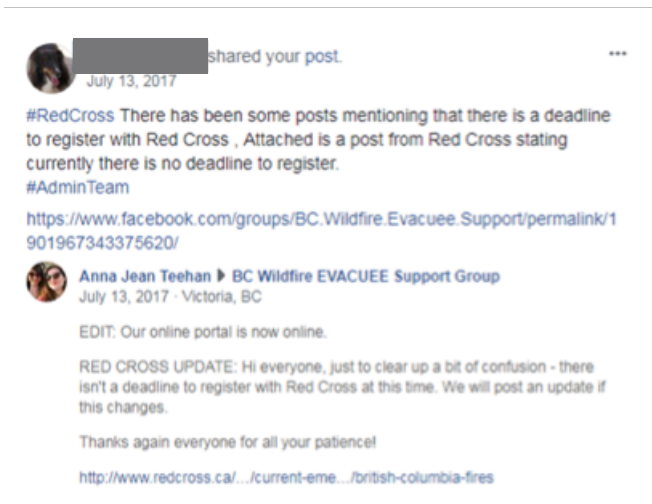 shared your post.
July 13, 2017
#RedCross There has been some posts mentioning that there is a deadline
to register with Red Cross , Attached is a post from Red Cross stating
currently there is no deadline to register.
#AdminTeam
https://www.facebook.com/groups/BC.Wildfire.Evacuee.Support/permalink/1
901967343375620/
Anna Jean Teehan ▶ BC Wildfire EVACUEE Support Group
July 13, 2017 · Victoria, BC
EDIT: Our online portal is now online.
RED CROSS UPDATE: Hi everyone, just to clear up a bit of confusion - there
isn't a deadline to register with Red Cross at this time. We will post an update if
this changes.
Thanks again everyone for all your patience!
http://www.redcross.ca/.../current-eme.../british-columbia-fires